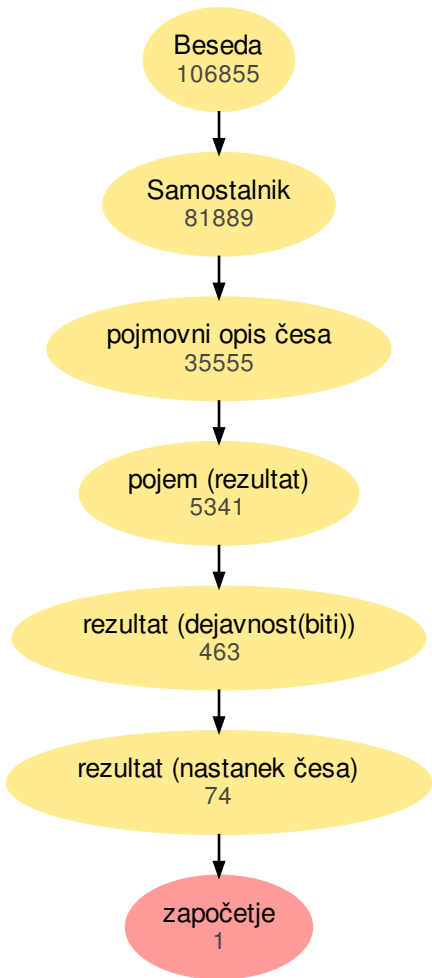 Beseda
106855
Samostalnik
81889
pojmovni opis česa
35555
pojem (rezultat)
5341
rezultat (dejavnost(biti))
463
rezultat (nastanek česa)
74
započetje
1